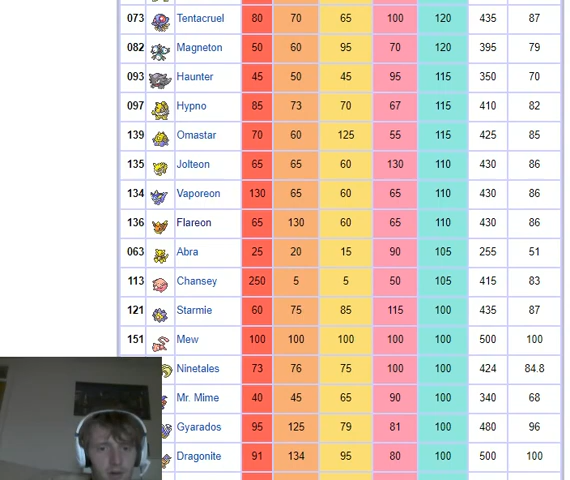 073 Tentacruel 80 70 65 100 120 435 87
082 Magneton 50 60 95 70 120 395 79
093 Haunter 45 50 45 95 115 350 70
097 Hypno 85 73 70 67 115 410 82
139 Omastar 70 60 125 55 115 425 85
135 Jolteon 65 65 60 130 110 430 86
134 Vaporeon 130 65 60 65 110 430 86
136 Flareon 65 130 60 65 110 430 86
063 Abra 25 20 15 90 105 255 51
113 Chansey 250 5 5 50 105 415 83
121 Starmie 60 75 85 115 100 435 87
151 Mew 100 100 100 100 100 500 100
Ninetales 73 76 75 100 100 424 84.8
Mr. Mime 40 45 65 90 100 340 68
Gyarados 95 125 79 81 100 480 96
Dragonite 91 134 95 80 100 500 100